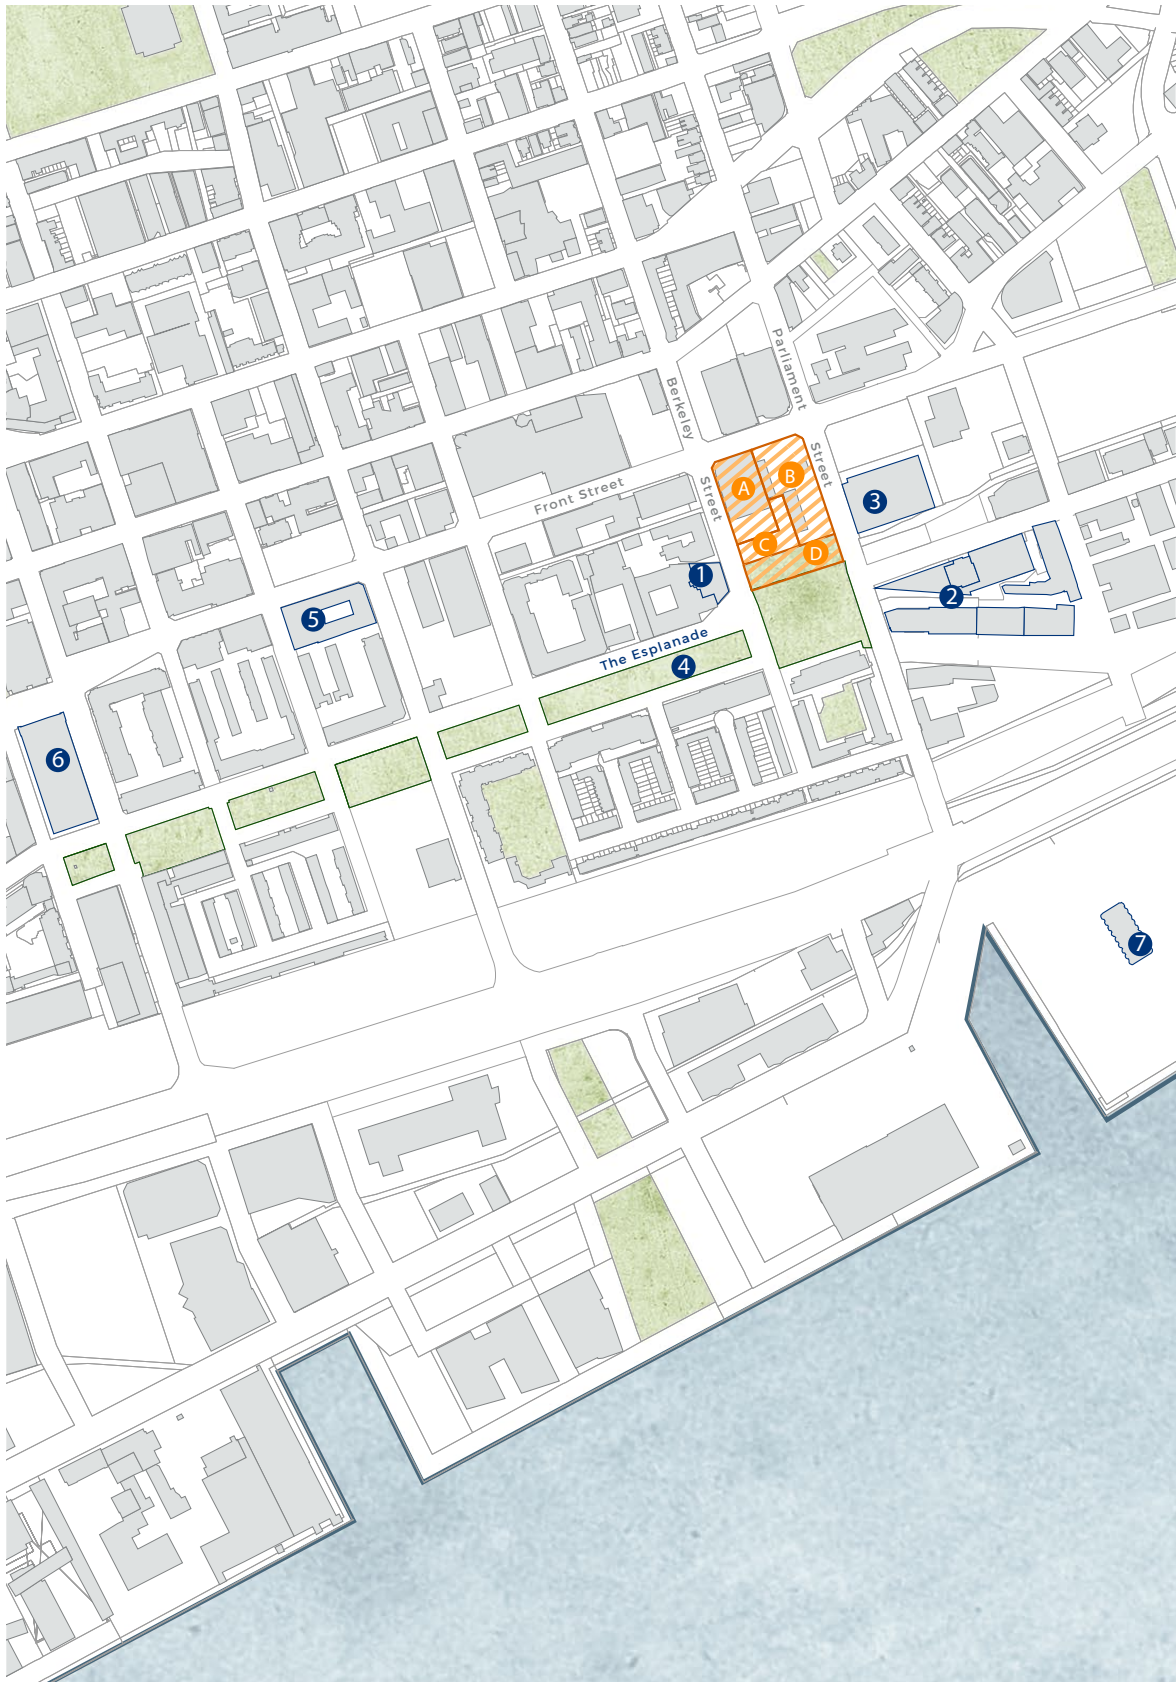 Berkeley
Street
Parliament
Street
Front Street
A
B
C
D
3
1
2
5
The Esplanade
4
6
7